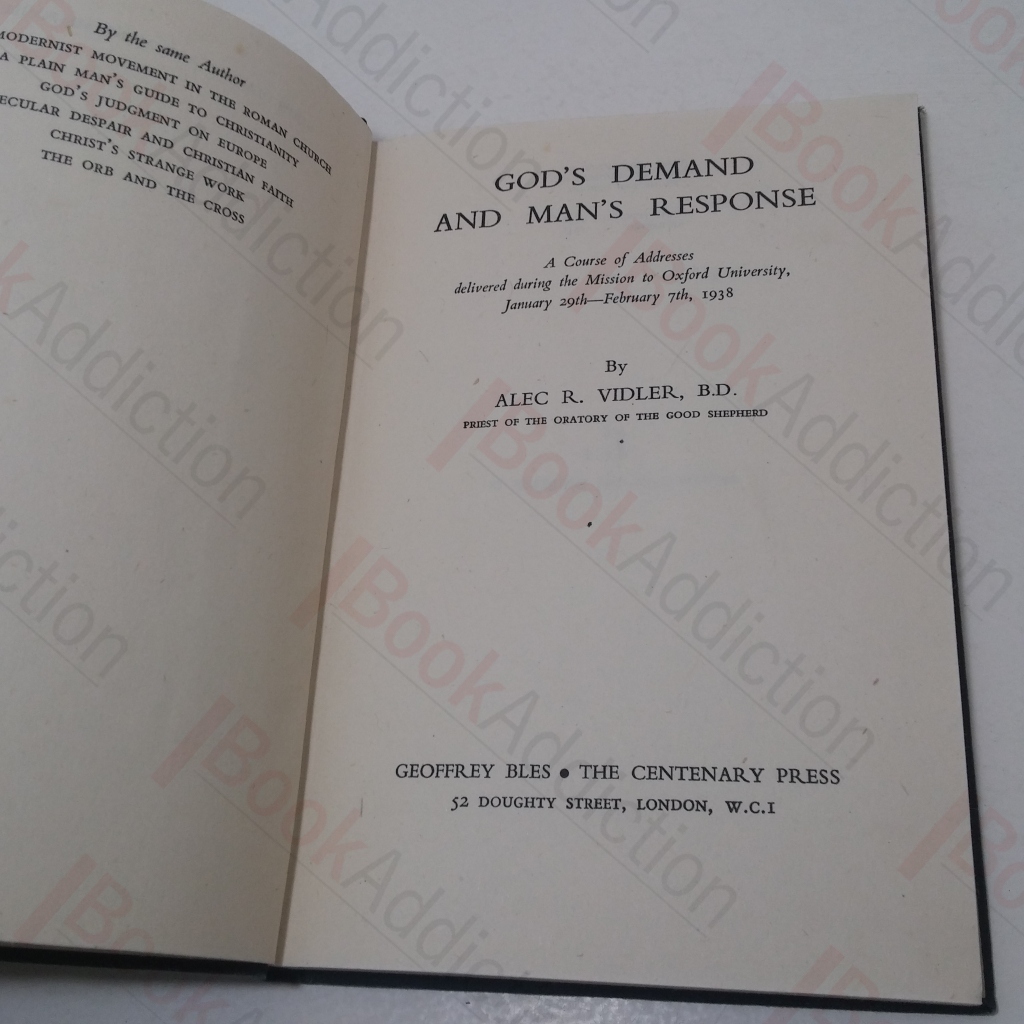 By the same Author
MODERNIST MOVEMENT IN THE ROMAN CHURCH
A PLAIN MAN'S GUIDE TO CHRISTIANITY
GOD'S JUDGMENT ON EUROPE
DESPAIR AND CHRISTIAN FAITH
CHRIST'S STRANGE WORK
THE ORB AND THE CROSS
GOD'S DEMAND
AND MAN'S RESPONSE
A Course of Addresses
delivered during the Mission to Oxford University,
January 29th—February 7th, 1938
By
ALEC R. VIDLER, B.D.
PRIEST OF THE ORATORY OF THE GOOD SHEPHERD
GEOFFREY BLES ● THE CENTENARY PRESS
52 DOUGHTY STREET, LONDON, W.C.1
BookAddiction